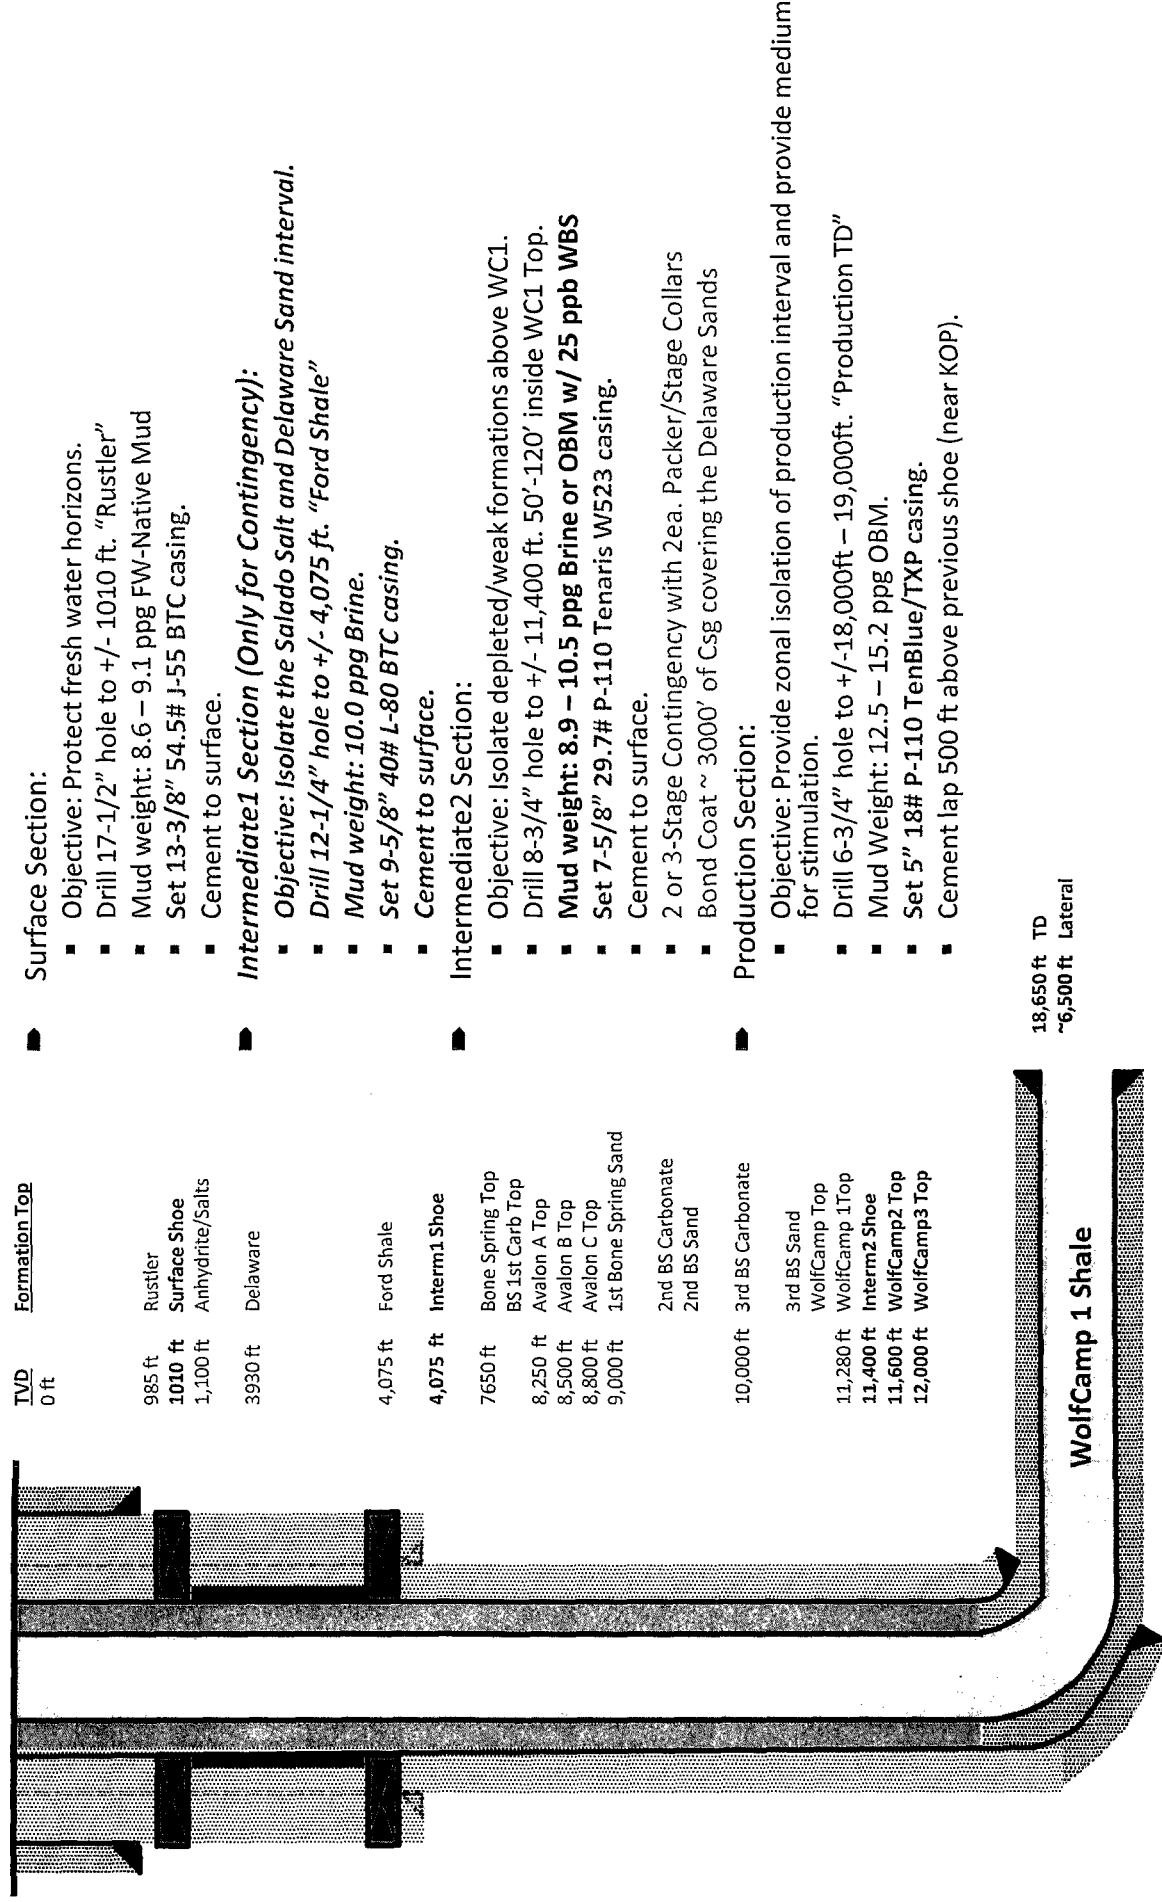 TVD Formation Top
0 ft
985 ft Rustler
1010 ft Surface Shoe
1,100 ft Anhydrite/Salts
3930 ft Delaware
4,075 ft Ford Shale
4,075 ft Interm1 Shoe
7650 ft Bone Spring Top
BS 1st Carb Top
8,250 ft Avalon A Top
8,500 ft Avalon B Top
8,800 ft Avalon C Top
9,000 ft 1st Bone Spring Sand
2nd BS Carbonate
2nd BS Sand
10,000 ft 3rd BS Carbonate
3rd BS Sand
WolfCamp Top
11,280 ft WolfCamp 1Top
11,400 ft Interm2 Shoe
11,600 ft WolfCamp2 Top
12,000 ft WolfCamp3 Top
WolfCamp 1 Shale
18,650 ft TD
~6,500 ft Lateral
Surface Section:
▪ Objective: Protect fresh water horizons.
▪ Drill 17-1/2" hole to +/- 1010 ft. "Rustler"
▪ Mud weight: 8.6 – 9.1 ppg FW-Native Mud
▪ Set 13-3/8" 54.5# J-55 BTC casing.
▪ Cement to surface.
Intermediate1 Section (Only for Contingency):
▪ Objective: Isolate the Salado Salt and Delaware Sand interval.
▪ Drill 12-1/4" hole to +/- 4,075 ft. "Ford Shale"
▪ Mud weight: 10.0 ppg Brine.
▪ Set 9-5/8" 40# L-80 BTC casing.
▪ Cement to surface.
Intermediate2 Section:
▪ Objective: Isolate depleted/weak formations above WC1.
▪ Drill 8-3/4" hole to +/- 11,400 ft. 50'-120' inside WC1 Top.
▪ Mud weight: 8.9 – 10.5 ppg Brine or OBM w/ 25 ppb WBS
▪ Set 7-5/8" 29.7# P-110 Tenaris W523 casing.
▪ Cement to surface.
▪ 2 or 3-Stage Contingency with 2ea. Packer/Stage Collars
▪ Bond Coat ~ 3000' of Csg covering the Delaware Sands
Production Section:
▪ Objective: Provide zonal isolation of production interval and provide medium
for stimulation.
▪ Drill 6-3/4" hole to +/-18,000ft – 19,000ft. "Production TD"
▪ Mud Weight: 12.5 – 15.2 ppg OBM.
▪ Set 5" 18# P-110 TenBlue/TXP casing.
▪ Cement lap 500 ft above previous shoe (near KOP).